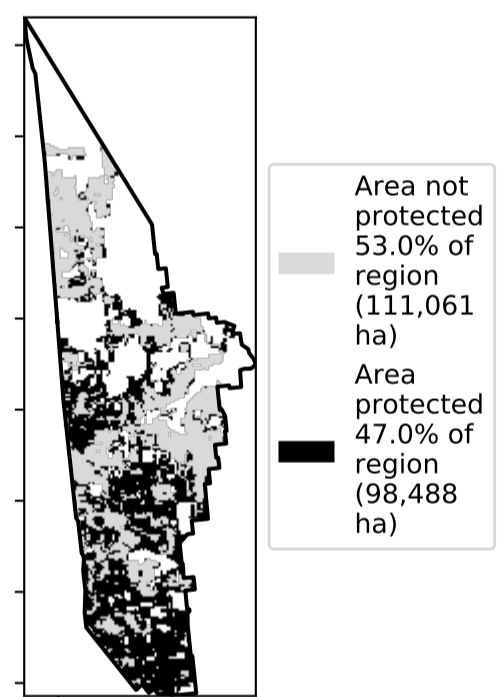 Area not
protected
53.0% of
region
(111,061
ha)
Area
protected
47.0% of
region
(98,488
ha)